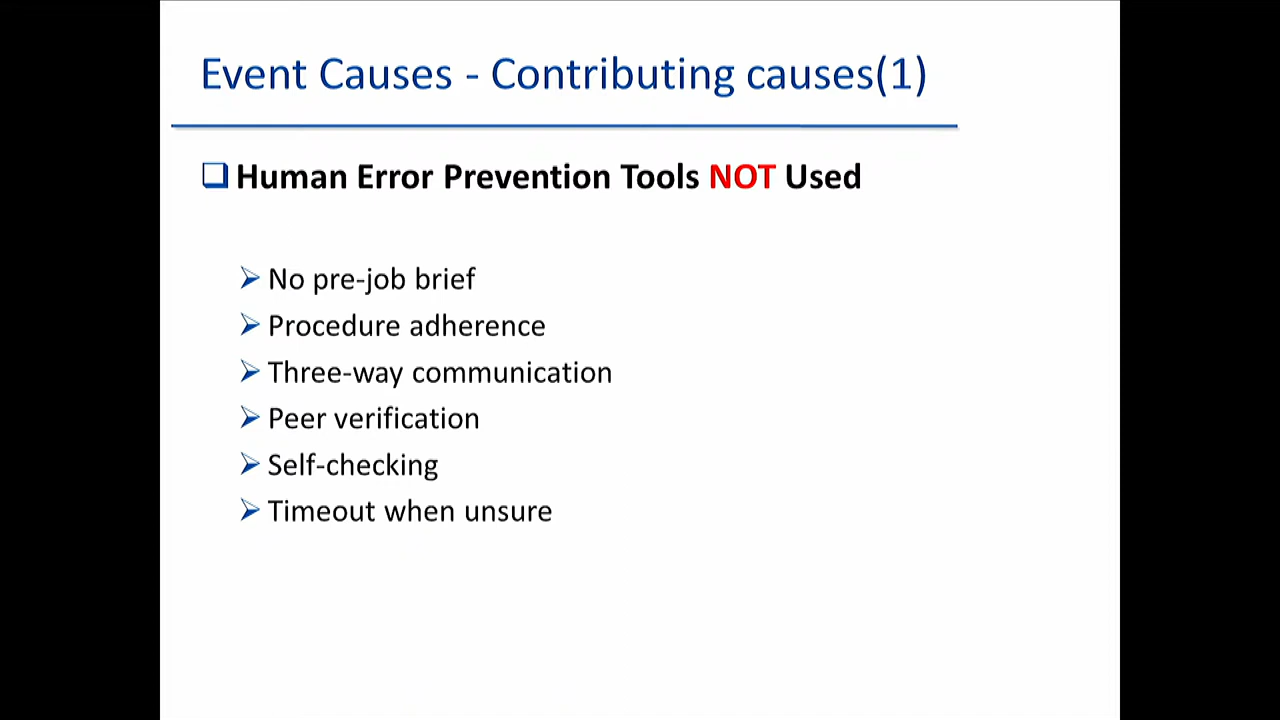 Event Causes - Contributing causes(1)
Human Error Prevention Tools NOT Used
No pre-job brief
Procedure adherence
Three-way communication
Peer verification
Self-checking
Timeout when unsure